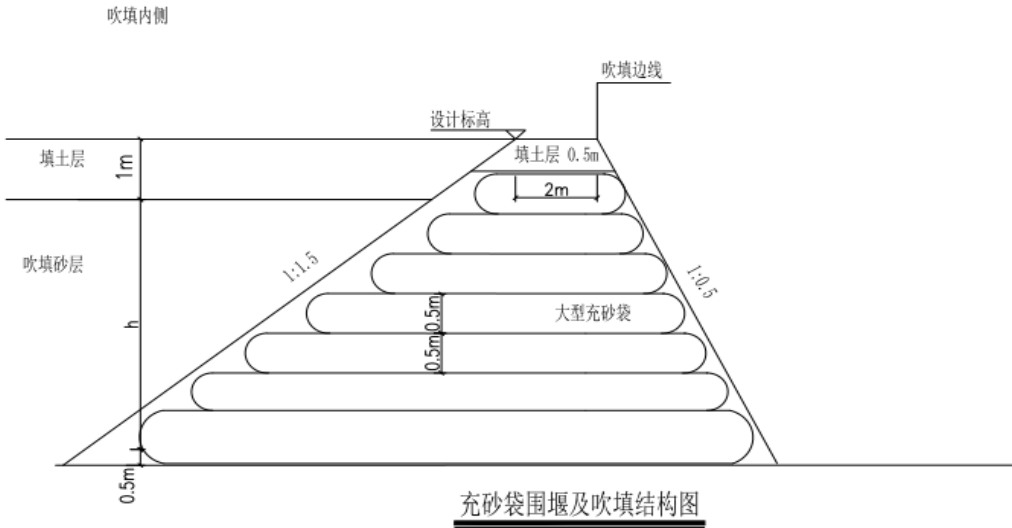 吹填内侧
吹填边线
设计标高
填土层
1m
填土层 0.5m
2m
吹填砂层
1:1.5
1:0.5
h
0.5m
大型充砂袋
0.5m
0.5m
充砂袋围堰及吹填结构图